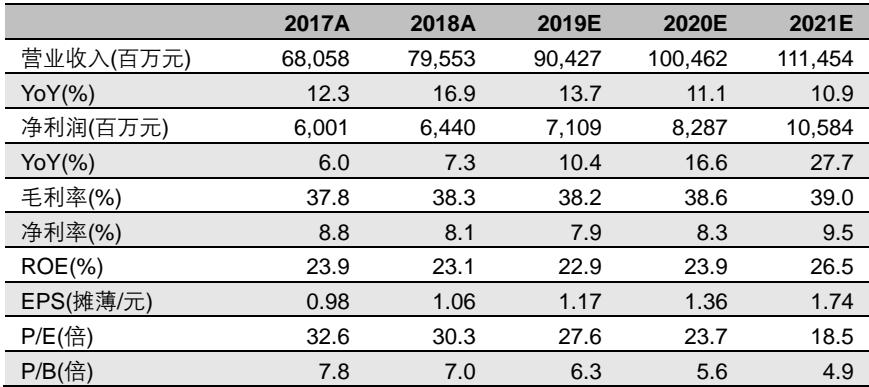 2017A 2018A 2019E 2020E 2021E
营业收入(百万元) 68,058 79,553 90,427 100,462 111,454
YoY(%) 12.3 16.9 13.7 11.1 10.9
净利润(百万元) 6,001 6,440 7,109 8,287 10,584
YoY(%) 6.0 7.3 10.4 16.6 27.7
毛利率(%) 37.8 38.3 38.2 38.6 39.0
净利率(%) 8.8 8.1 7.9 8.3 9.5
ROE(%) 23.9 23.1 22.9 23.9 26.5
EPS(摊薄/元) 0.98 1.06 1.17 1.36 1.74
P/E(倍) 32.6 30.3 27.6 23.7 18.5
P/B(倍) 7.8 7.0 6.3 5.6 4.9